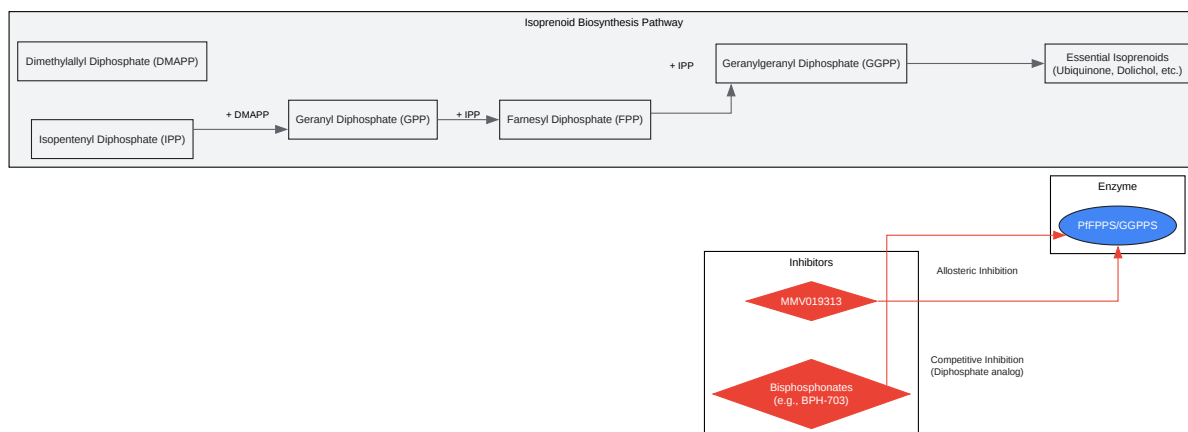 Isoprenoid Biosynthesis Pathway
Dimethylallyl Diphosphate (DMAPP)
+ IPP
Geranylgeranyl Diphosphate (GGPP)
Essential Isoprenoids
(Ubiquinone, Dolichol, etc.)
Isopentenyl Diphosphate (IPP)
+ DMAPP
Geranyl Diphosphate (GPP)
+ IPP
Farnesyl Diphosphate (FPP)
Enzyme
PfFPPS/GGPPS
Inhibitors
Allosteric Inhibition
MMV019313
Competitive Inhibition
(Diphosphate analog)
Bisphosphonates
(e.g., BPH-703)